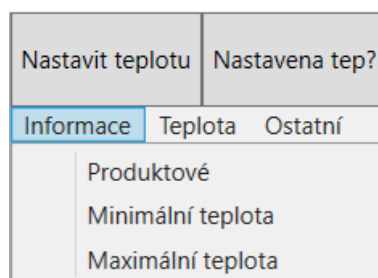 Nastavit teplotu Nastavena tep?
Informace Teplota Ostatní
Produktové
Minimální teplota
Maximální teplota